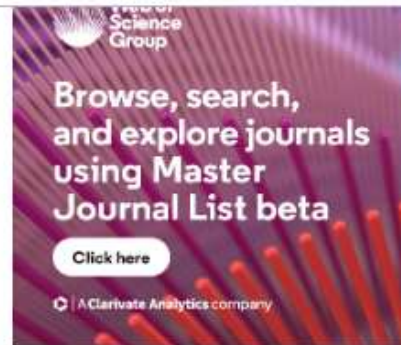 Science
Group
Browse, search,
and explore journals
using Master
Journal List beta
Click here
A Clarivate Analytics company